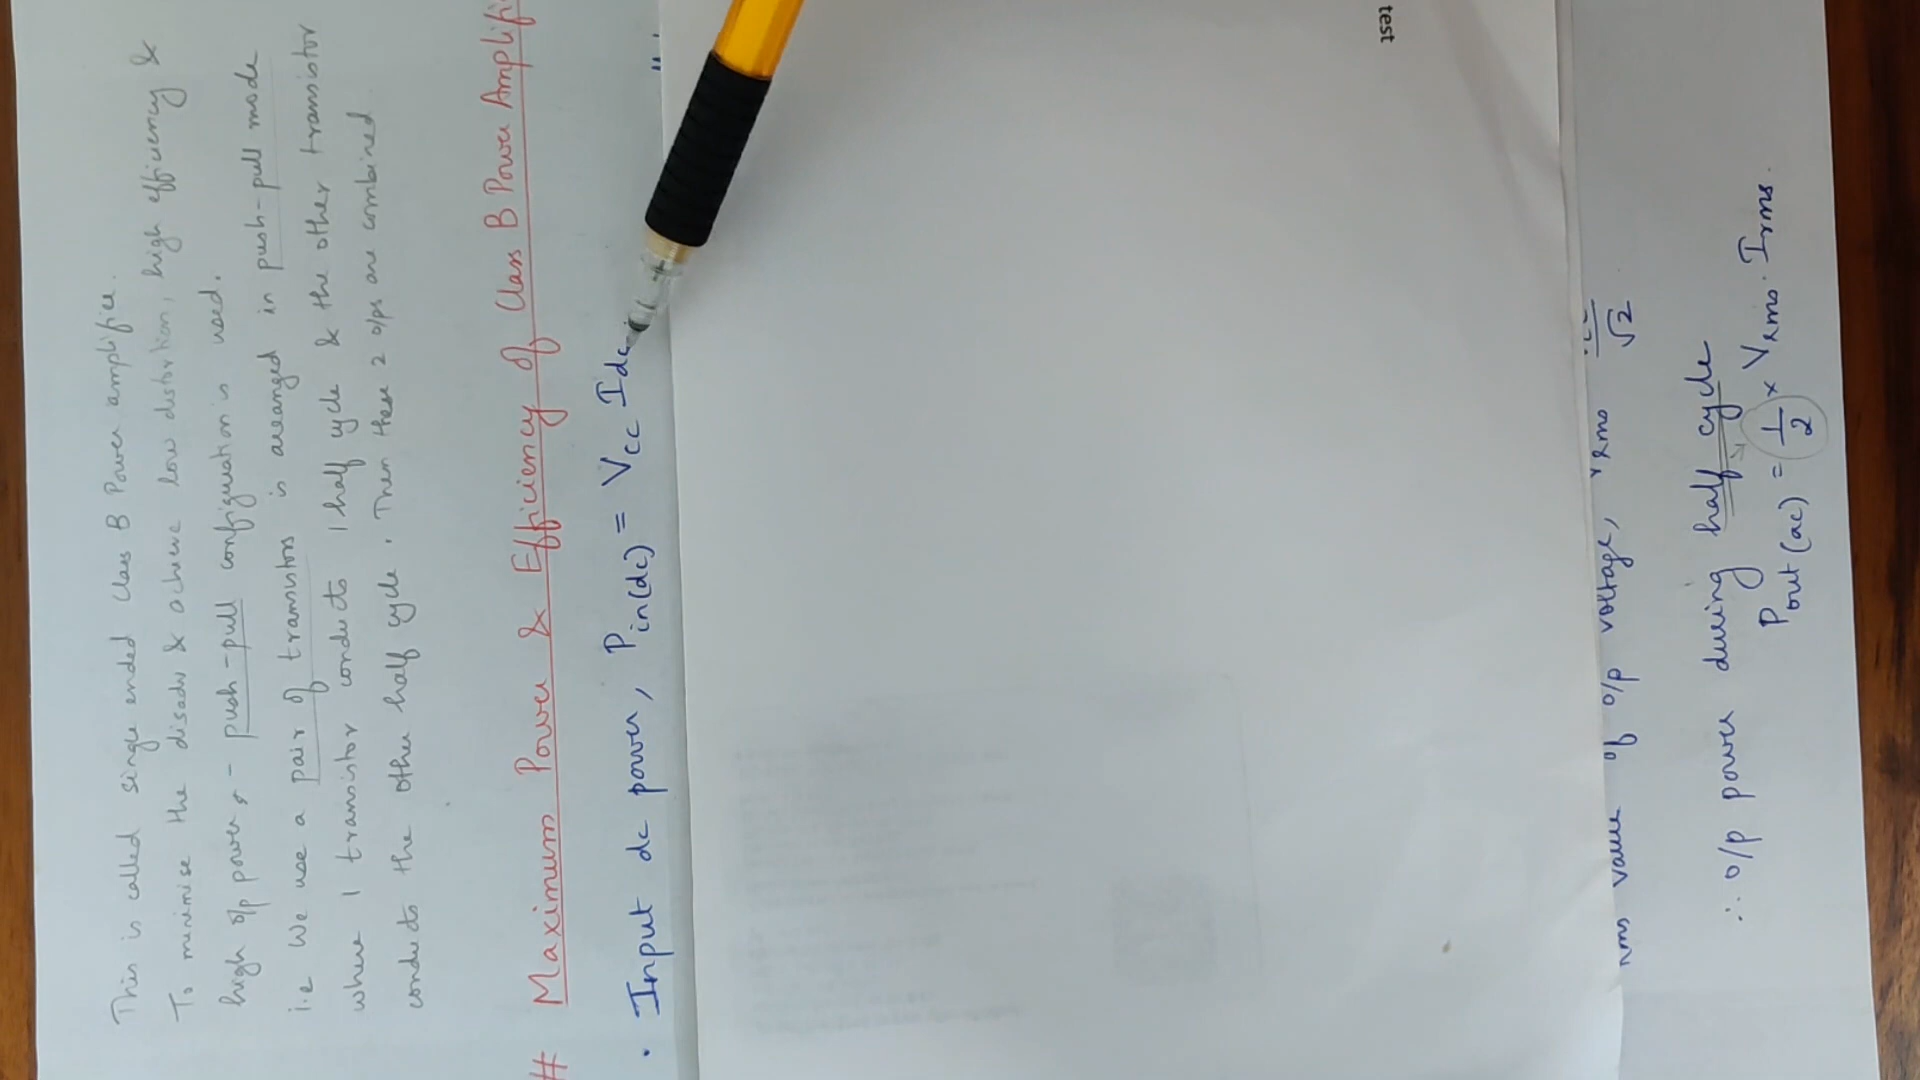 This is called single ended class B Power amplifier.
To minimise the disadv & acheive low distortion, high efficiency &
high o/p power, - push-pull configuration is used.
i.e We use a pair of transistors is arranged in push-pull mode
where 1 transistor conducts 1 half cycle & the other transistor
conducts the other half cycle. Then these 2 o/ps are combined
# Maximum Power & Efficiency of Class B Power Amplifi
• Input dc power, Pin(dc) = Vcc Idc
rms value of o/p voltage, rms √2
∴ o/p power during half cycle
Pout(ac) = 1/2 × Vrms. Irms.
test